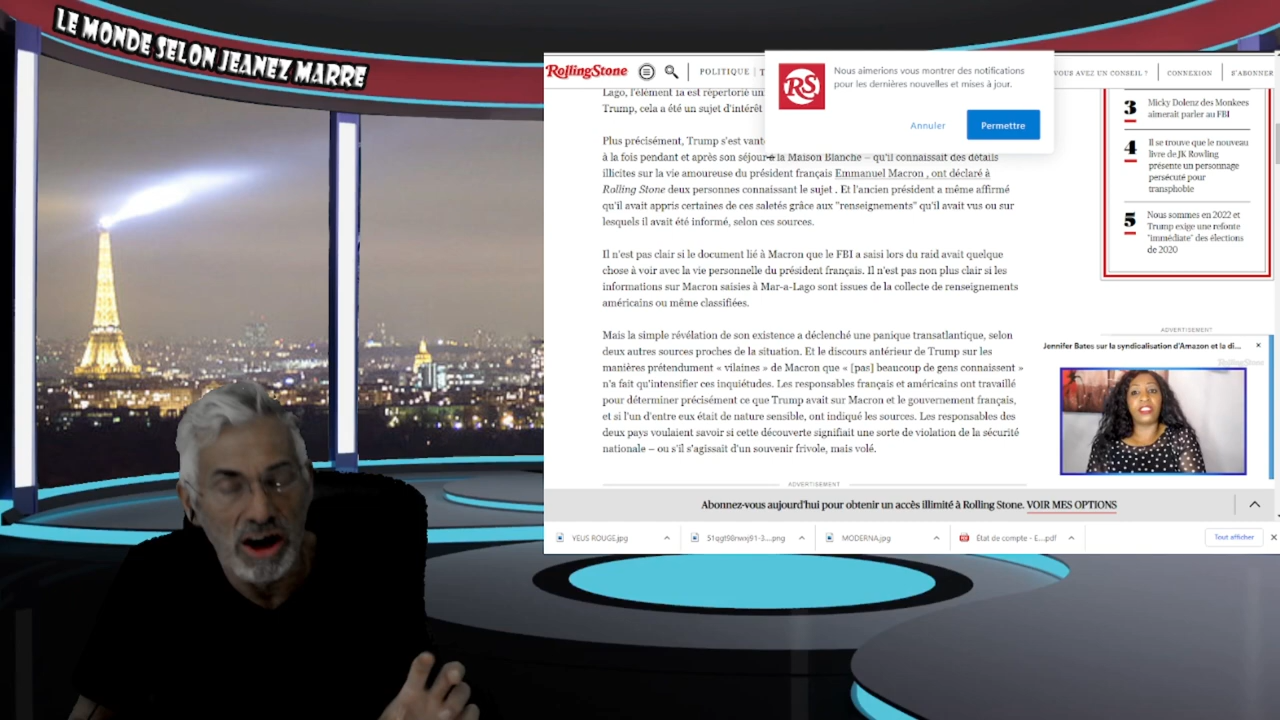 LE MONDE SELON JEANEZ MARRE
RollingStone
POLITIQUE
Nous aimerions vous montrer des notifications
pour les dernières nouvelles et mises à jour.
Annuler
Permettre
VOUS AVEZ UN CONSEIL ?
CONNEXION
S'ABONNER
RS
Lago, l'élément 1a est répertorié
Trump, cela a été un sujet d'intérêt
Plus précisément, Trump s'est
à la fois pendant et après son séjour à la Maison Blanche – qu'il connaissait des détails
illicites sur la vie amoureuse du président français Emmanuel Macron , ont déclaré à
Rolling Stone deux personnes connaissant le sujet . Et l'ancien président a même affirmé
qu'il avait appris certaines de ces saletés grâce aux "renseignements" qu'il avait vus ou sur
lesquels il avait été informé, selon ces sources.
Il n'est pas clair si le document lié à Macron que le FBI a saisi lors du raid avait quelque
chose à voir avec la vie personnelle du président français. Il n'est pas non plus clair si les
informations sur Macron saisies à Mar-a-Lago sont issues de la collecte de renseignements
américains ou même classifiées.
Mais la simple révélation de son existence a déclenché une panique transatlantique, selon
deux autres sources proches de la situation. Et le discours antérieur de Trump sur les
manières prétendument « vilaines » de Macron que « [pas] beaucoup de gens connaissent »
n'a fait qu'intensifier ces inquiétudes. Les responsables français et américains ont travaillé
pour déterminer précisément ce que Trump avait sur Macron et le gouvernement français,
et si l'un d'entre eux était de nature sensible, ont indiqué les sources. Les responsables des
deux pays voulaient savoir si cette découverte signifiait une sorte de violation de la sécurité
nationale – ou s'il s'agissait d'un souvenir frivole, mais volé.
ADVERTISEMENT
3
Micky Dolenz des Monkees
aimerait parler au FBI
4
Il se trouve que le nouveau
livre de JK Rowling
présente un personnage
persécuté pour
transphobie
5
Nous sommes en 2022 et
Trump exige une refonte
"immédiate" des élections
de 2020
ADVERTISEMENT
Jennifer Bates sur la syndicalisation d'Amazon et la di...
RollingStone
Abonnez-vous aujourd'hui pour obtenir un accès illimité à Rolling Stone. VOIR MES OPTIONS
YEUS ROUGE.jpg
MODERNA.jpg
État de compte - £....pdf
Tout afficher